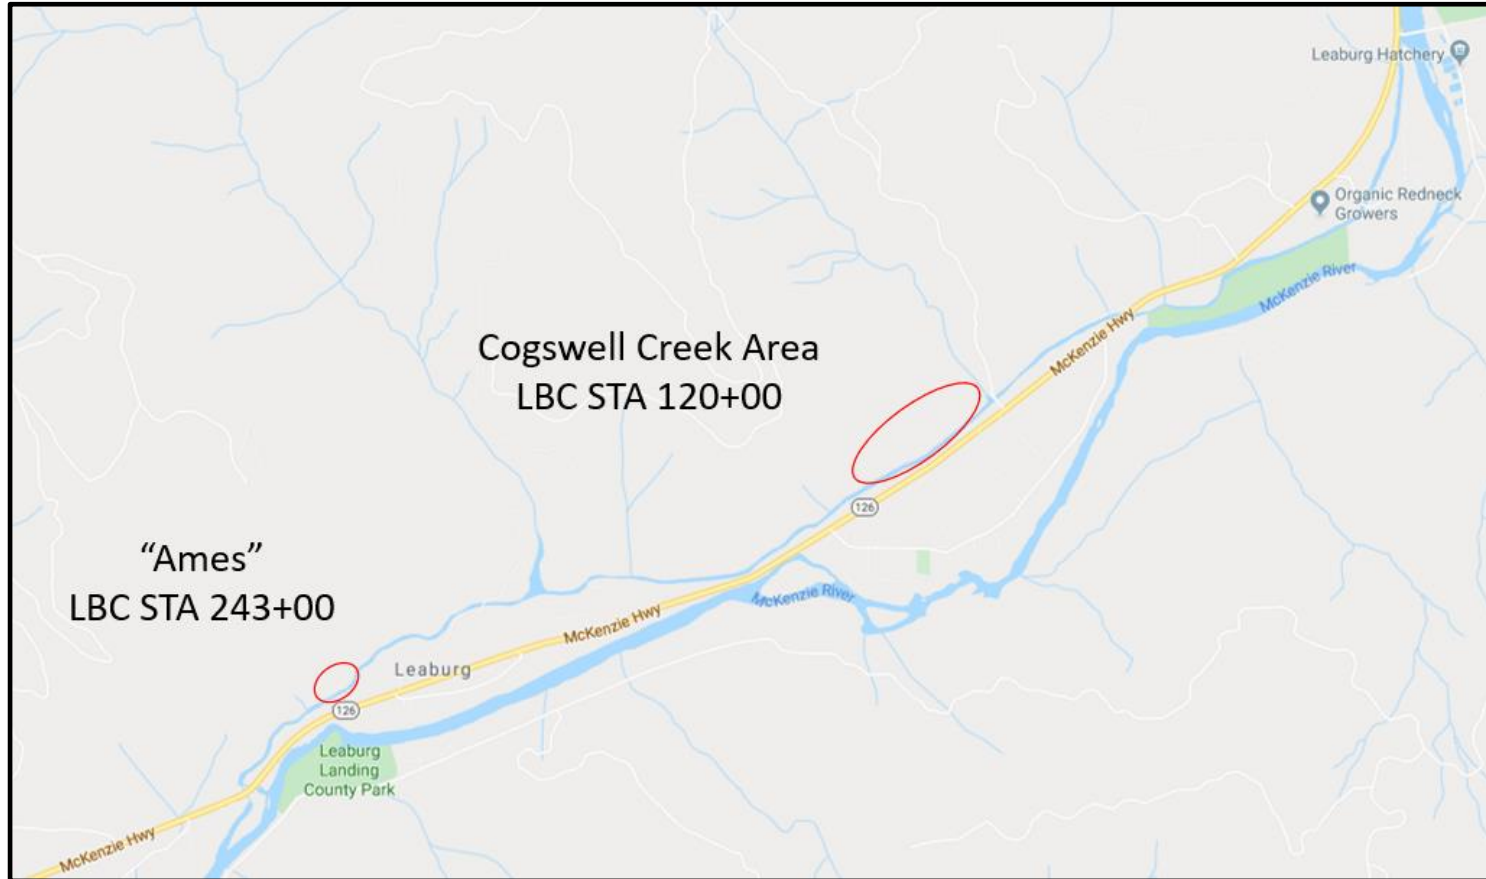 Leaburg Hatchery
Organic Redneck
Growers
McKenzie River
McKenzie Hwy
Cogswell Creek Area
LBC STA 120+00
126
“Ames”
LBC STA 243+00
McKenzie River
McKenzie Hwy
Leaburg
126
Leaburg
Landing
County Park
McKenzie Hwy